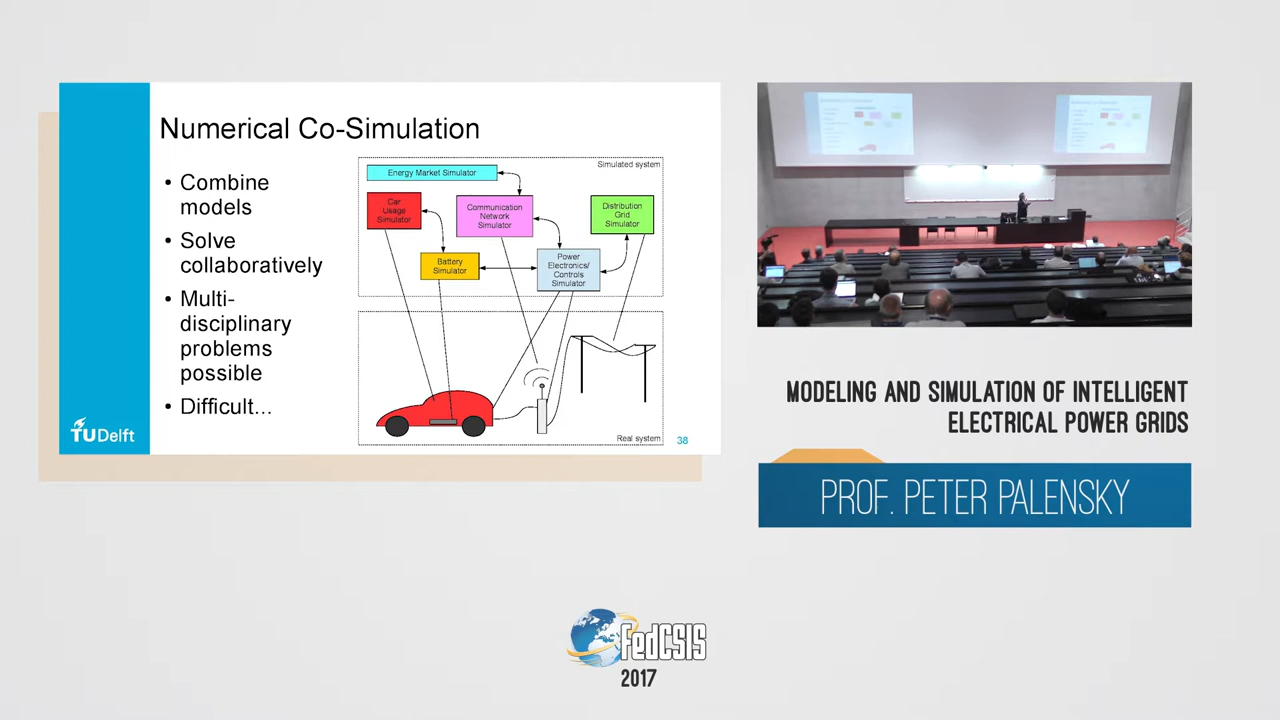 Numerical Co-Simulation
• Combine
models
• Solve
collaboratively
• Multi-
disciplinary
problems
possible
• Difficult...
Simulated system
Energy Market Simulator
Car
Usage
Simulator
Communication
Network
Simulator
Distribution
Grid
Simulator
Battery
Simulator
Power
Electronics/
Controls
Simulator
Real system
38
TUDelft
MODELING AND SIMULATION OF INTELLIGENT
ELECTRICAL POWER GRIDS
PROF. PETER PALENSKY
FedCSIS
2017